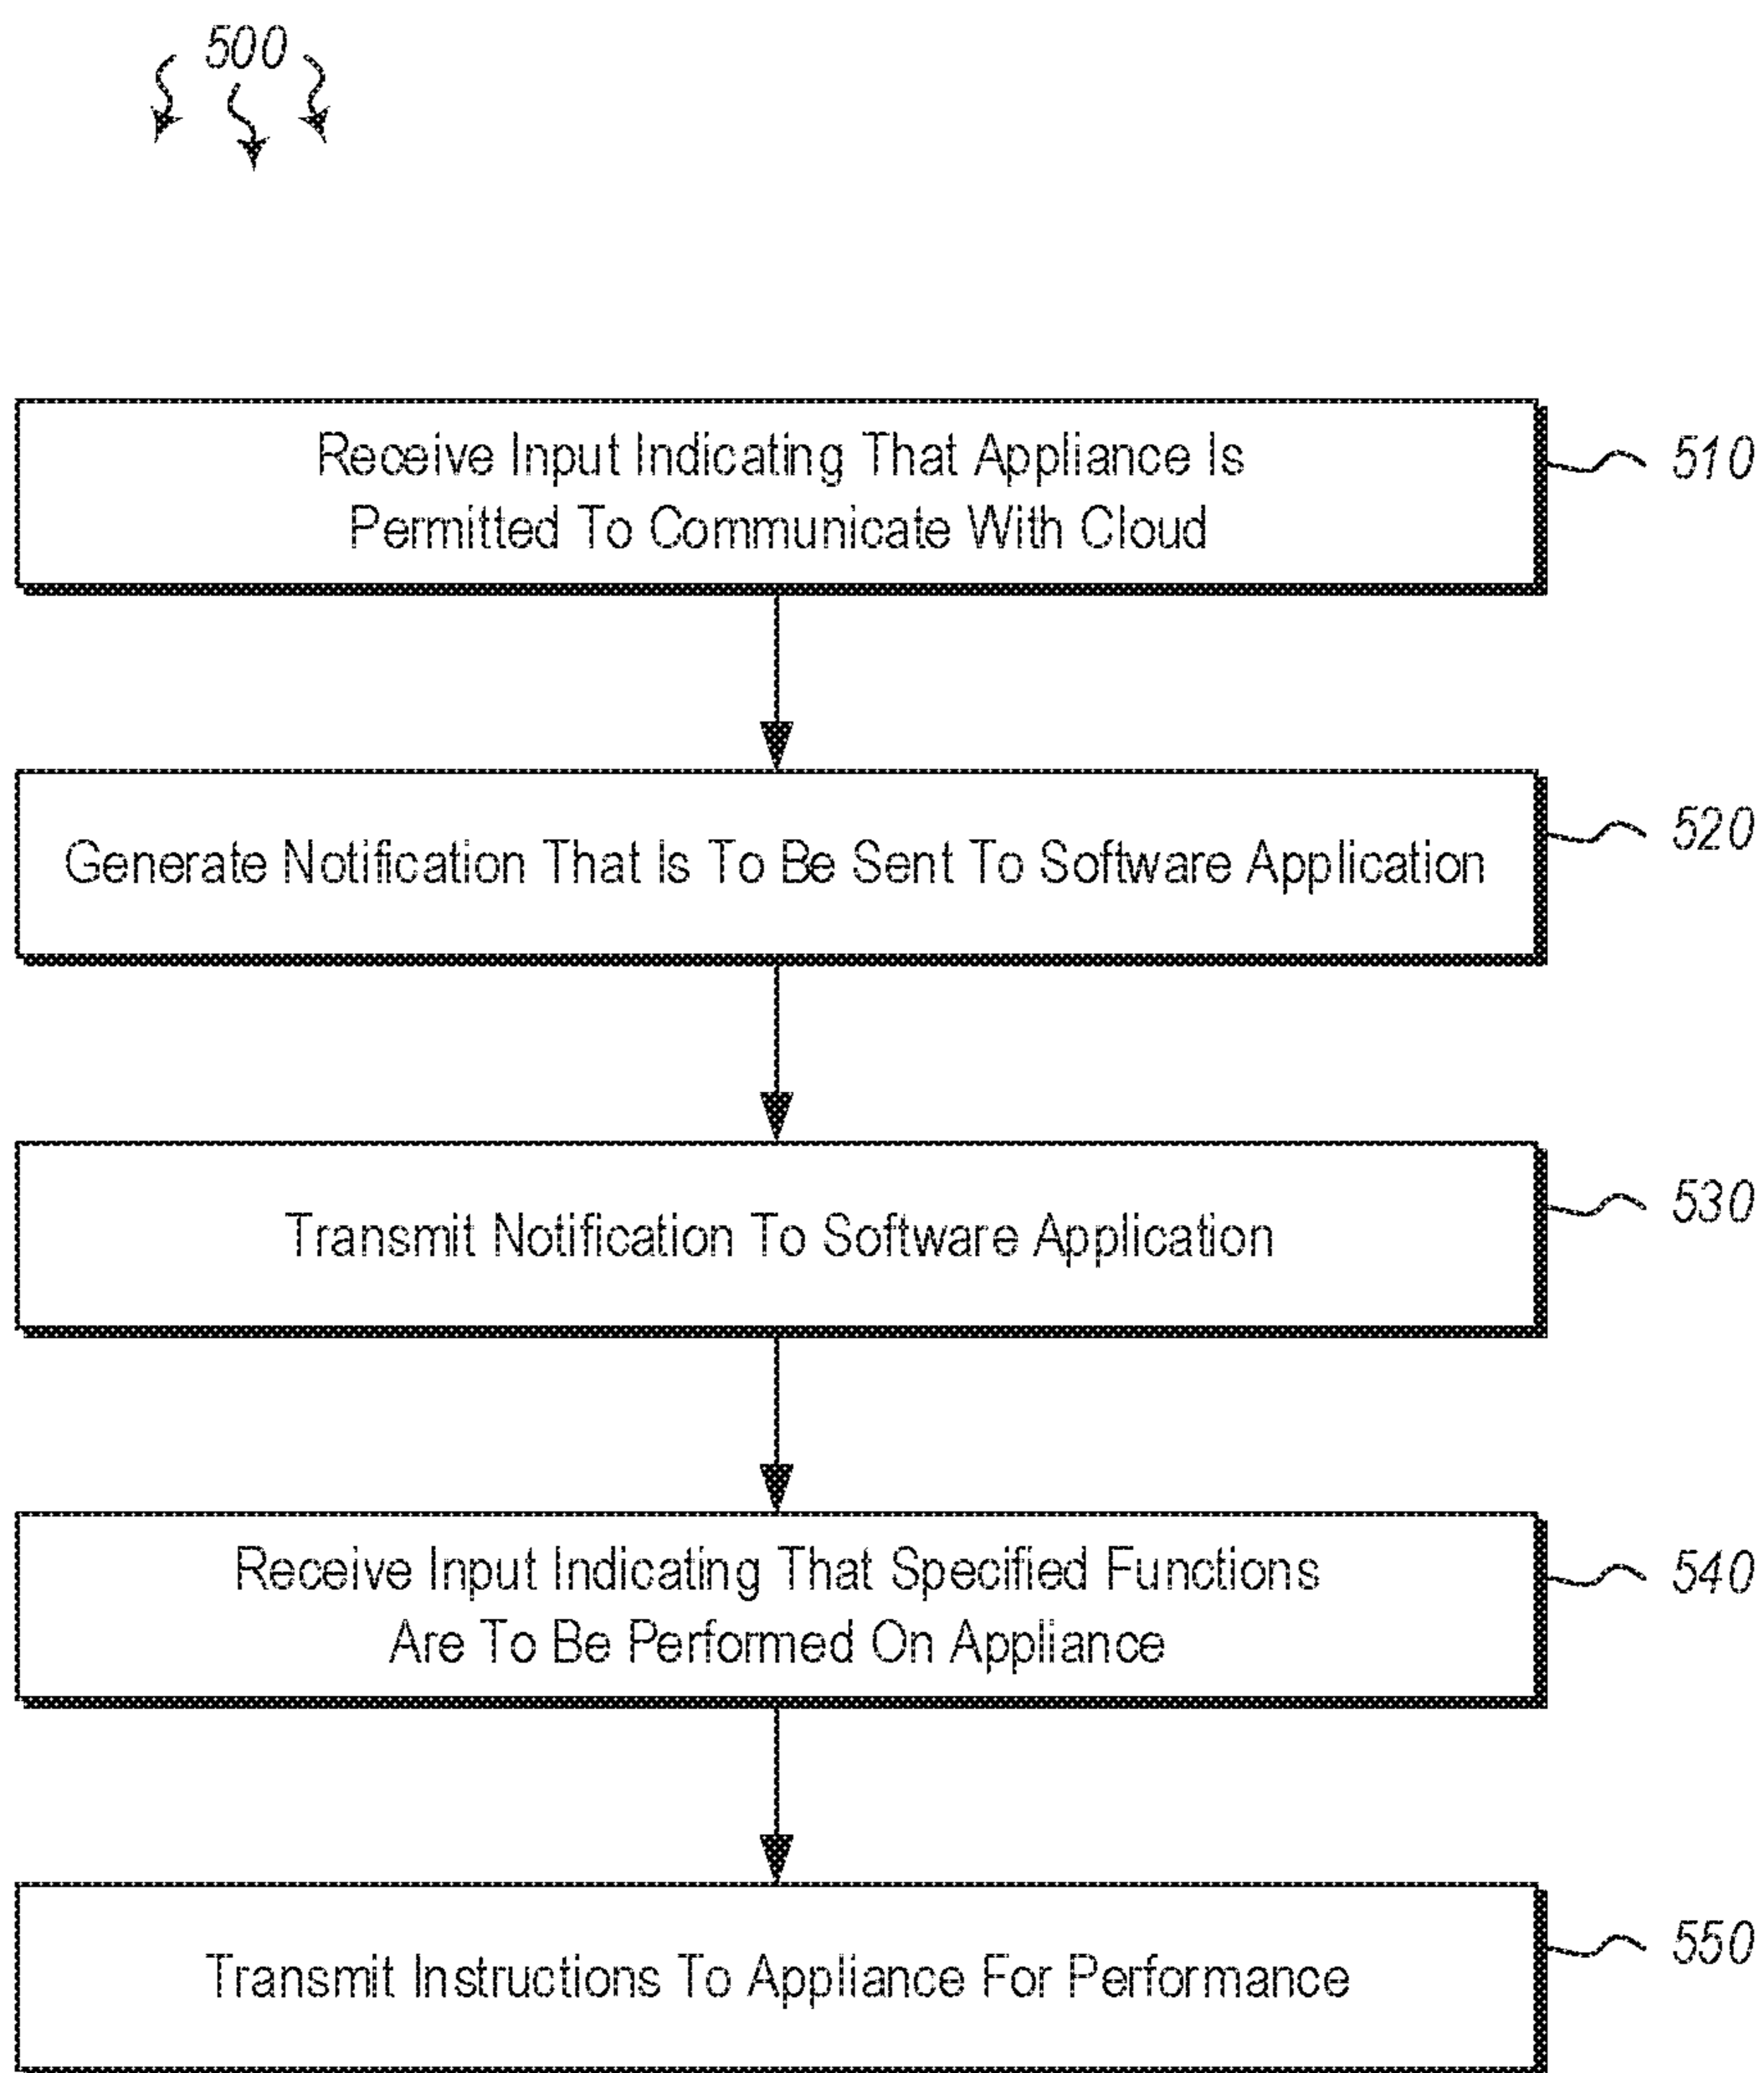 500
Receive Input Indicating That Appliance Is
Permitted To Communicate With Cloud
510
Generate Notification That Is To Be Sent To Software Application
520
Transmit Notification To Software Application
530
Receive Input Indicating That Specified Functions
Are To Be Performed On Appliance
540
Transmit Instructions To Appliance For Performance
550